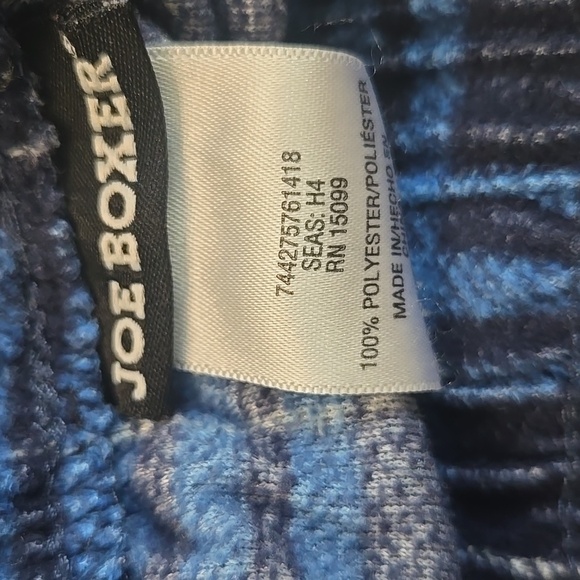 JOE BOXER
744275761418
SEAS: H4
RN 15099
100% POLYESTER/POLIÉSTER
MADE IN/HECHO EN